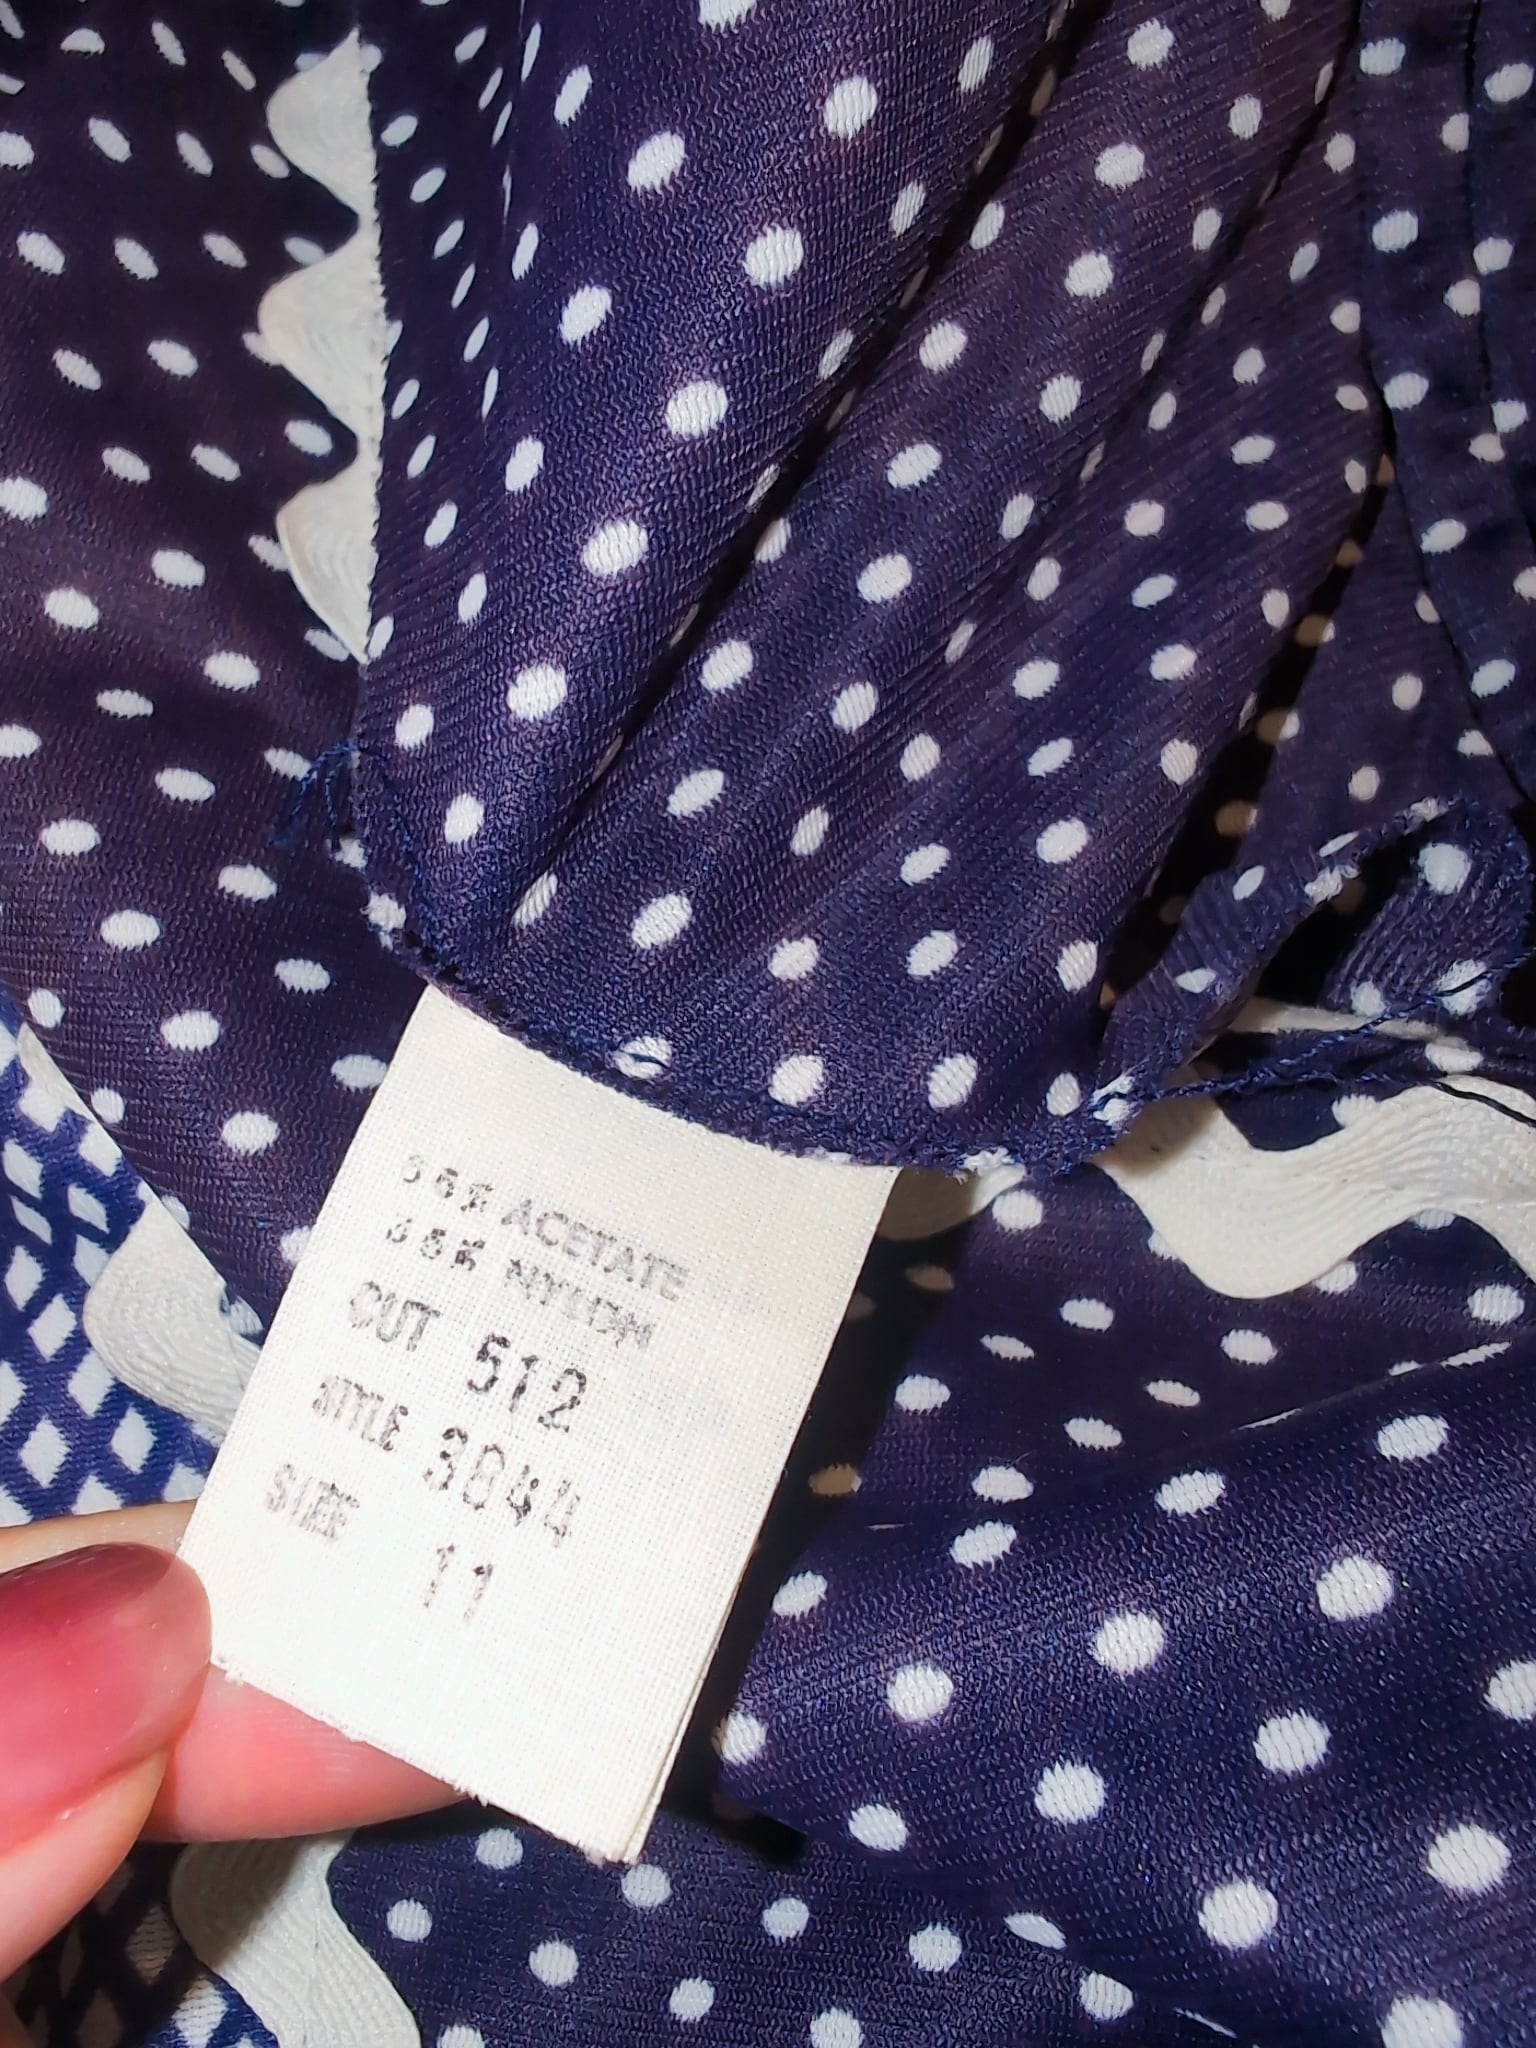 ACETATE
NYLON
CUT 512
STYLE 3844
SIZE 11